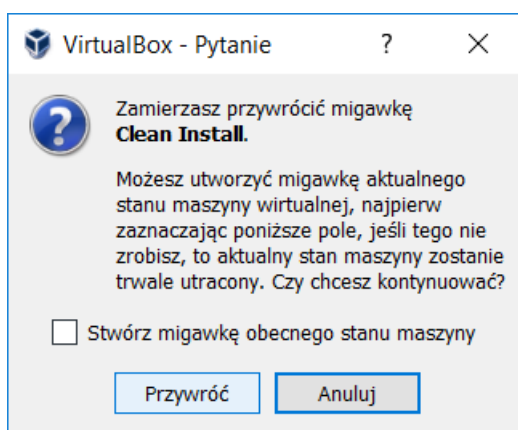 VirtualBox - Pytanie ? ×
Zamierzasz przywrócić migawkę
Clean Install.
Możesz utworzyć migawkę aktualnego
stanu maszyny wirtualnej, najpierw
zaznaczając poniższe pole, jeśli tego nie
zrobisz, to aktualny stan maszyny zostanie
trwale utracony. Czy chcesz kontynuować?
Stwórz migawkę obecnego stanu maszyny
Przywróć Anuluj